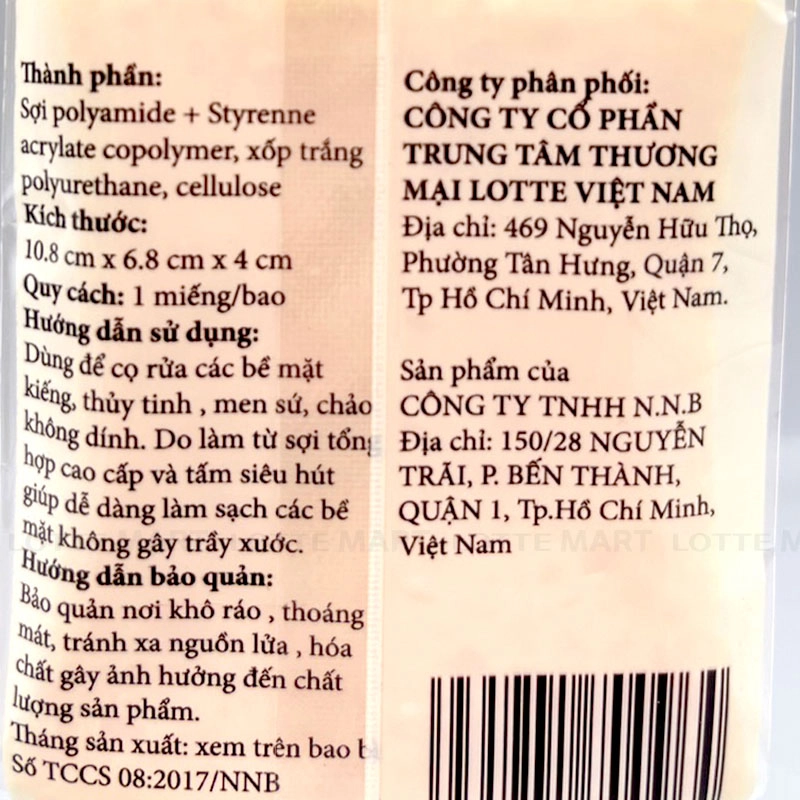 Thành phần:
Sợi polyamide + Styrenne
acrylate copolymer, xốp trắng
polyurethane, cellulose
Kích thước:
10.8 cm x 6.8 cm x 4 cm
Quy cách: 1 miếng/bao
Hướng dẫn sử dụng:
Dùng để cọ rửa các bề mặt
kiếng, thủy tinh , men sứ, chảo
không dính. Do làm từ sợi tổng
hợp cao cấp và tấm siêu hút
giúp dễ dàng làm sạch các bề
mặt không gây trầy xước.
Hướng dẫn bảo quản:
Bảo quản nơi khô ráo , thoáng
mát, tránh xa nguồn lửa , hóa
chất gây ảnh hưởng đến chất
lượng sản phẩm.
Tháng sản xuất: xem trên bao b
Số TCCS 08:2017/NNB
Công ty phân phối:
CÔNG TY CỔ PHẦN
TRUNG TÂM THƯƠNG
MẠI LOTTE VIỆT NAM
Địa chỉ: 469 Nguyễn Hữu Thọ,
Phường Tân Hưng, Quận 7,
Tp Hồ Chí Minh, Việt Nam.
Sản phẩm của
CÔNG TY TNHH N.N.B
Địa chỉ: 150/28 NGUYỄN
TRÃI, P. BẾN THÀNH,
QUẬN 1, Tp.Hồ Chí Minh,
Việt Nam
LOTTE MART LOTTE MART LOTTE M